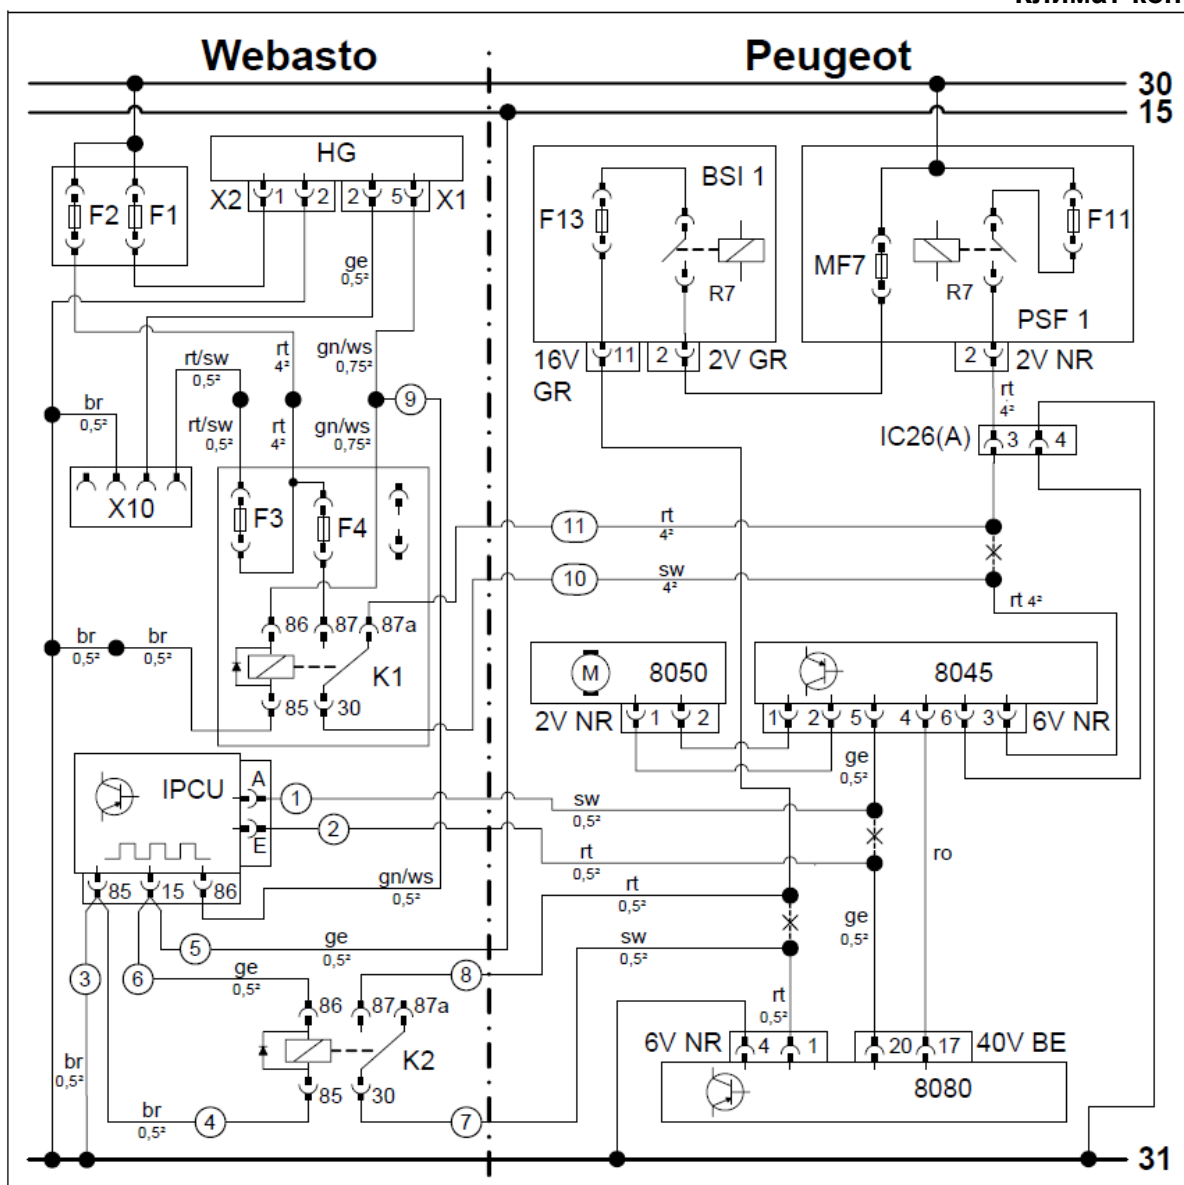 Webasto Peugeot
30
15
HG
BSI 1
X2 1 2 2 5 X1
F2 F1 F13 F11
ge
0,5²
MF7
R7 R7
PSF 1
rt
4²
gn/ws
0,75²
16V
GR
11 2 2V GR 2 2V NR
rt/sw
0,5²
rt
4²
br
0,5²
9
rt/sw
0,5²
rt
4²
gn/ws
0,75²
IC26(A) 3 4
X10
F3 F4
11 rt
4²
10 sw
4²
rt 4²
86 87 87a
br
0,5²
br
0,5²
K1
M 8050 8045
85 30
2V NR 1 2 1 2 5 4 6 3 6V NR
IPCU A
1
E
2
ge
0,5²
sw
0,5²
rt
0,5²
ro
85 15 86
gn/ws
0,5²
rt
0,5²
ge
0,5²
5 ge
0,5²
sw
0,5²
3 6 ge
0,5²
8
86 87 87a
rt
0,5²
K2
6V NR 4 1 20 17 40V BE
br
0,5²
85 30
8080
br
0,5²
4 7
31